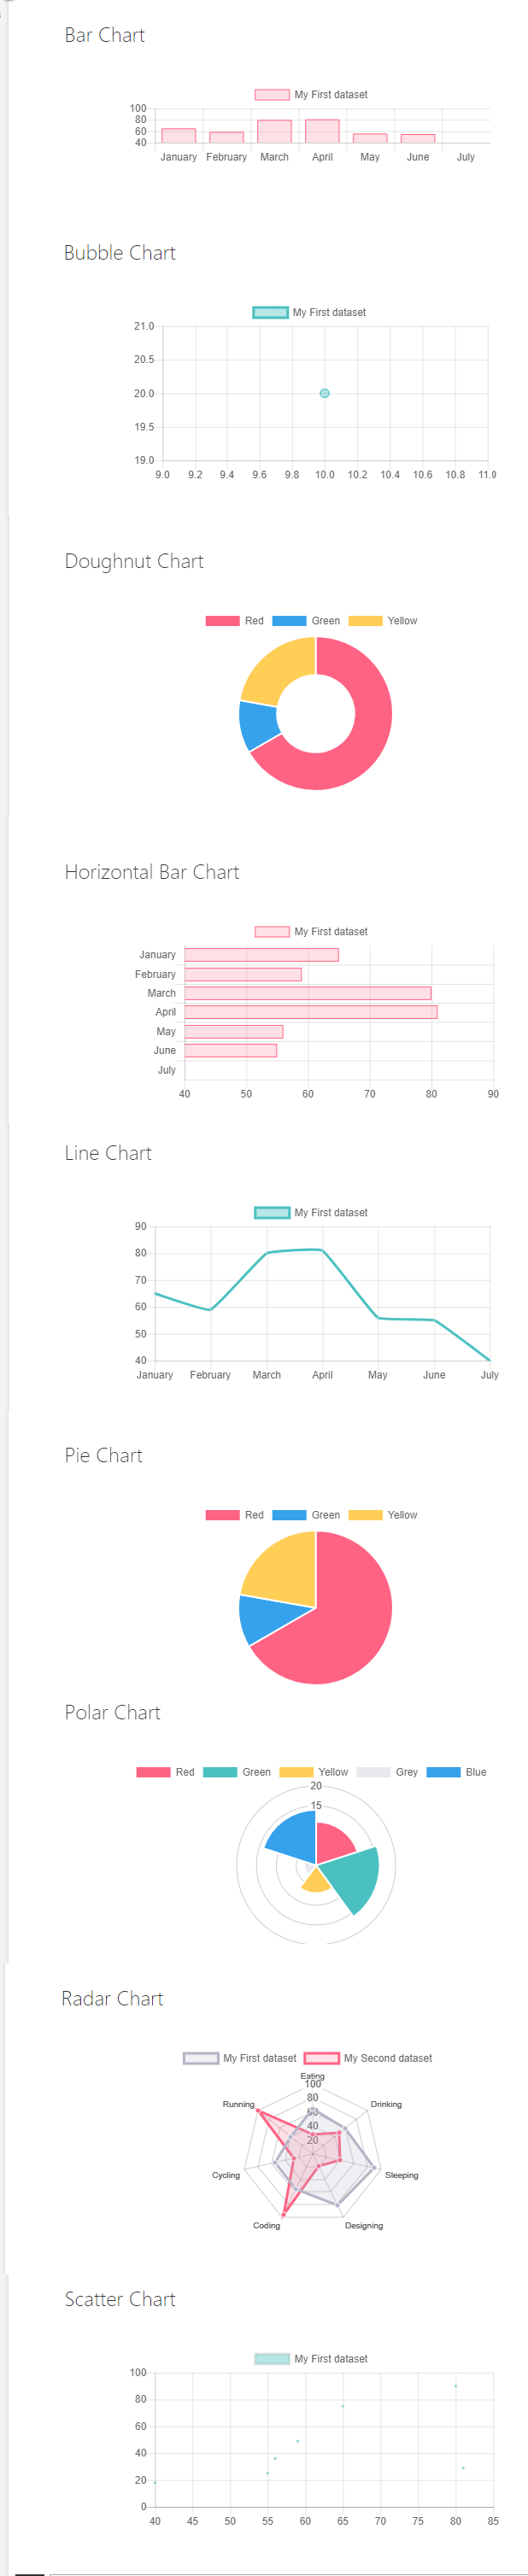 Bar Chart
My First dataset
100
80
60
40
January February March April May June July
Bubble Chart
My First dataset
21.0
20.5
20.0
19.5
19.0
9.0 9.2 9.4 9.6 9.8 10.0 10.2 10.4 10.6 10.8 11.0
Doughnut Chart
Red Green Yellow
Horizontal Bar Chart
My First dataset
January
February
March
April
May
June
July
40 50 60 70 80 90
Line Chart
My First dataset
90
80
70
60
50
40
January February March April May June July
Pie Chart
Red Green Yellow
Polar Chart
Red Green Yellow Grey Blue
20
15
Radar Chart
My First dataset My Second dataset
Eating
100
80
60
40
20
Running Drinking
Cycling Sleeping
Coding Designing
Scatter Chart
My First dataset
100
80
60
40
20
0
40 45 50 55 60 65 70 75 80 85